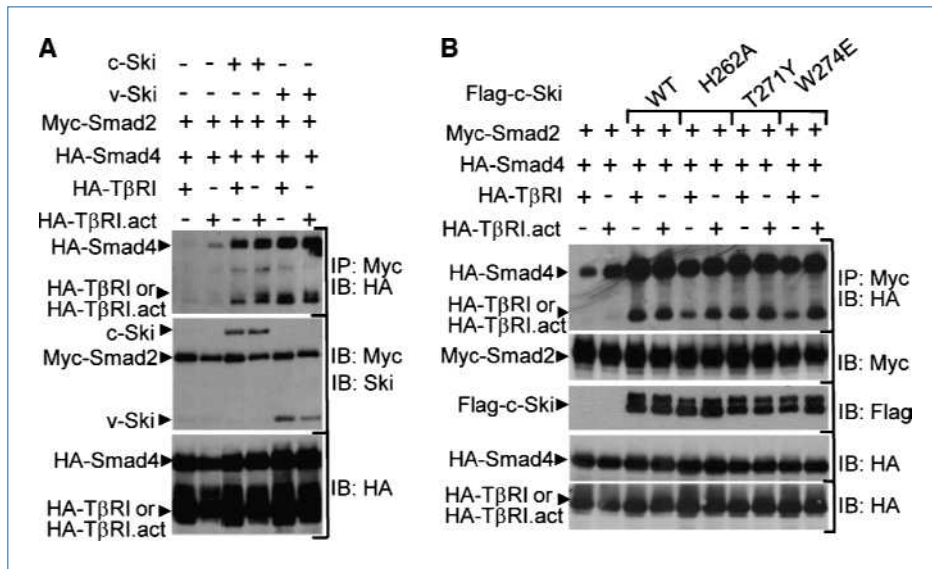 A
c-Ski - - + + - -
v-Ski - - - - + +
Myc-Smad2 + + + + + +
HA-Smad4 + + + + + +
HA-TβRI + - + - + -
HA-TβRI.act - + - + - +
HA-Smad4
HA-TβRI or
HA-TβRI.act
IP: Myc
IB: HA
c-Ski
Myc-Smad2
v-Ski
IB: Myc
IB: Ski
HA-Smad4
HA-TβRI or
HA-TβRI.act
IB: HA
B
Flag-c-Ski WT H262A T271Y W274E
Myc-Smad2 + + + + + + + + + +
HA-Smad4 + + + + + + + + + +
HA-TβRI + - + - + - + - + -
HA-TβRI.act - + - + - + - + - +
HA-Smad4
HA-TβRI or
HA-TβRI.act
IP: Myc
IB: HA
Myc-Smad2
IB: Myc
Flag-c-Ski
IB: Flag
HA-Smad4
IB: HA
HA-TβRI or
HA-TβRI.act
IB: HA